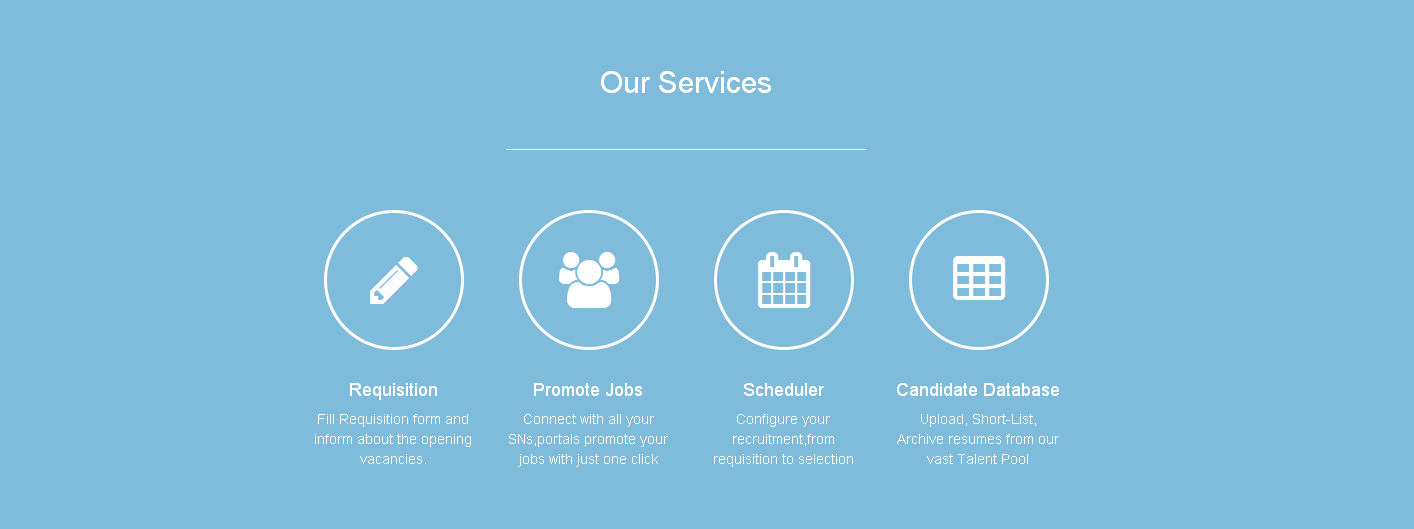 Our Services
Requisition
Fill Requisition form and
inform about the opening
vacancies.
Promote Jobs
Connect with all your
SNs,portals promote your
jobs with just one click
Scheduler
Configure your
recruitment,from
requisition to selection
Candidate Database
Upload, Short-List,
Archive resumes from our
vast Talent Pool